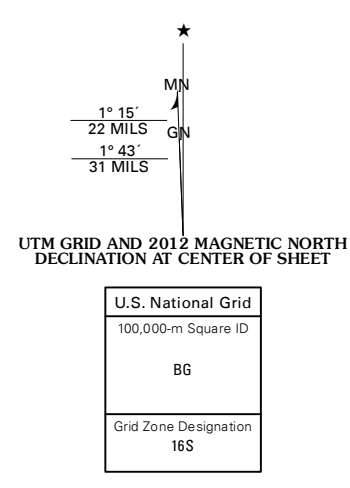 MN
1° 15´
22 MILS
GN
1° 43´
31 MILS
UTM GRID AND 2012 MAGNETIC NORTH
DECLINATION AT CENTER OF SHEET
U.S. National Grid
100,000-m Square ID
BG
Grid Zone Designation
16S